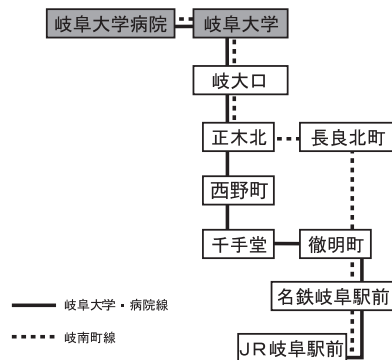 岐阜大学病院
岐阜大学
岐大口
正木北
長良北町
西野町
千手堂
徹明町
名鉄岐阜駅前
岐阜大学・病院線
岐南町線
JR岐阜駅前